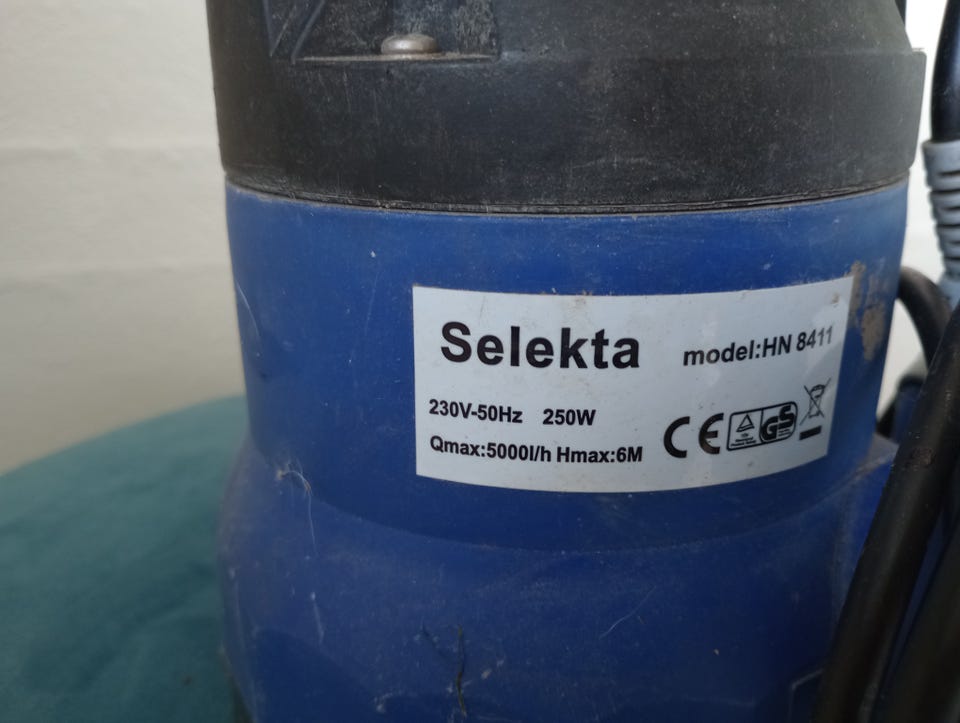 Selekta model:HN 8411
230V-50Hz 250W
Qmax:5000l/h Hmax:6M
CE GS